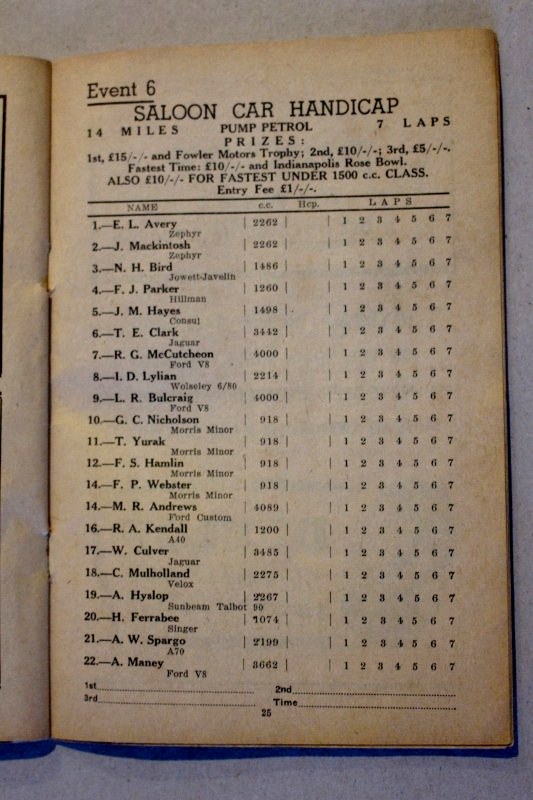 Event 6
SALOON CAR HANDICAP
14 MILES PUMP PETROL 7 LAPS
PRIZES:
1st, £15/-/- and Fowler Motors Trophy; 2nd, £10/-/-; 3rd, £5/-/-.
Fastest Time: £10/-/- and Indianapolis Rose Bowl.
ALSO £10/-/- FOR FASTEST UNDER 1500 c.c. CLASS.
Entry Fee £1/-/-.
NAME c.c. Hcp. LAPS
1.—E. L. Avery | 2262 | | 1 2 3 4 5 6 7
Zephyr
2.—J. Mackintosh | 2262 | | 1 2 3 4 5 6 7
Zephyr
3.—N. H. Bird | 1486 | | 1 2 3 4 5 6 7
Jowett-Javelin
4.—F. J. Parker | 1260 | | 1 2 3 4 5 6 7
Hillman
5.—J. M. Hayes | 1498 | | 1 2 3 4 5 6 7
Consul
6.—T. E. Clark | 3442 | | 1 2 3 4 5 6 7
Jaguar
7.—R. G. McCutcheon | 4000 | | 1 2 3 4 5 6 7
Ford V8
8.—I. D. Lylian | 2214 | | 1 2 3 4 5 6 7
Wolseley 6/80
9.—L. R. Bulcraig | 4000 | | 1 2 3 4 5 6 7
Ford V8
10.—G. C. Nicholson | 918 | | 1 2 3 4 5 6 7
Morris Minor
11.—T. Yurak | 918 | | 1 2 3 4 5 6 7
Morris Minor
12.—F. S. Hamlin | 918 | | 1 2 3 4 5 6 7
Morris Minor
14.—F. P. Webster | 918 | | 1 2 3 4 5 6 7
Morris Minor
14.—M. R. Andrews | 4089 | | 1 2 3 4 5 6 7
Ford Custom
16.—R. A. Kendall | 1200 | | 1 2 3 4 5 6 7
A40
17.—W. Culver | 3485 | | 1 2 3 4 5 6 7
Jaguar
18.—C. Mulholland | 2275 | | 1 2 3 4 5 6 7
Velox
19.—A. Hyslop | 2267 | | 1 2 3 4 5 6 7
Sunbeam Talbot 90
20.—H. Ferrabee | 1074 | | 1 2 3 4 5 6 7
Singer
21.—A. W. Spargo | 2199 | | 1 2 3 4 5 6 7
A70
22.—A. Maney | 3662 | | 1 2 3 4 5 6 7
Ford V8
1st 2nd
3rd Time
25